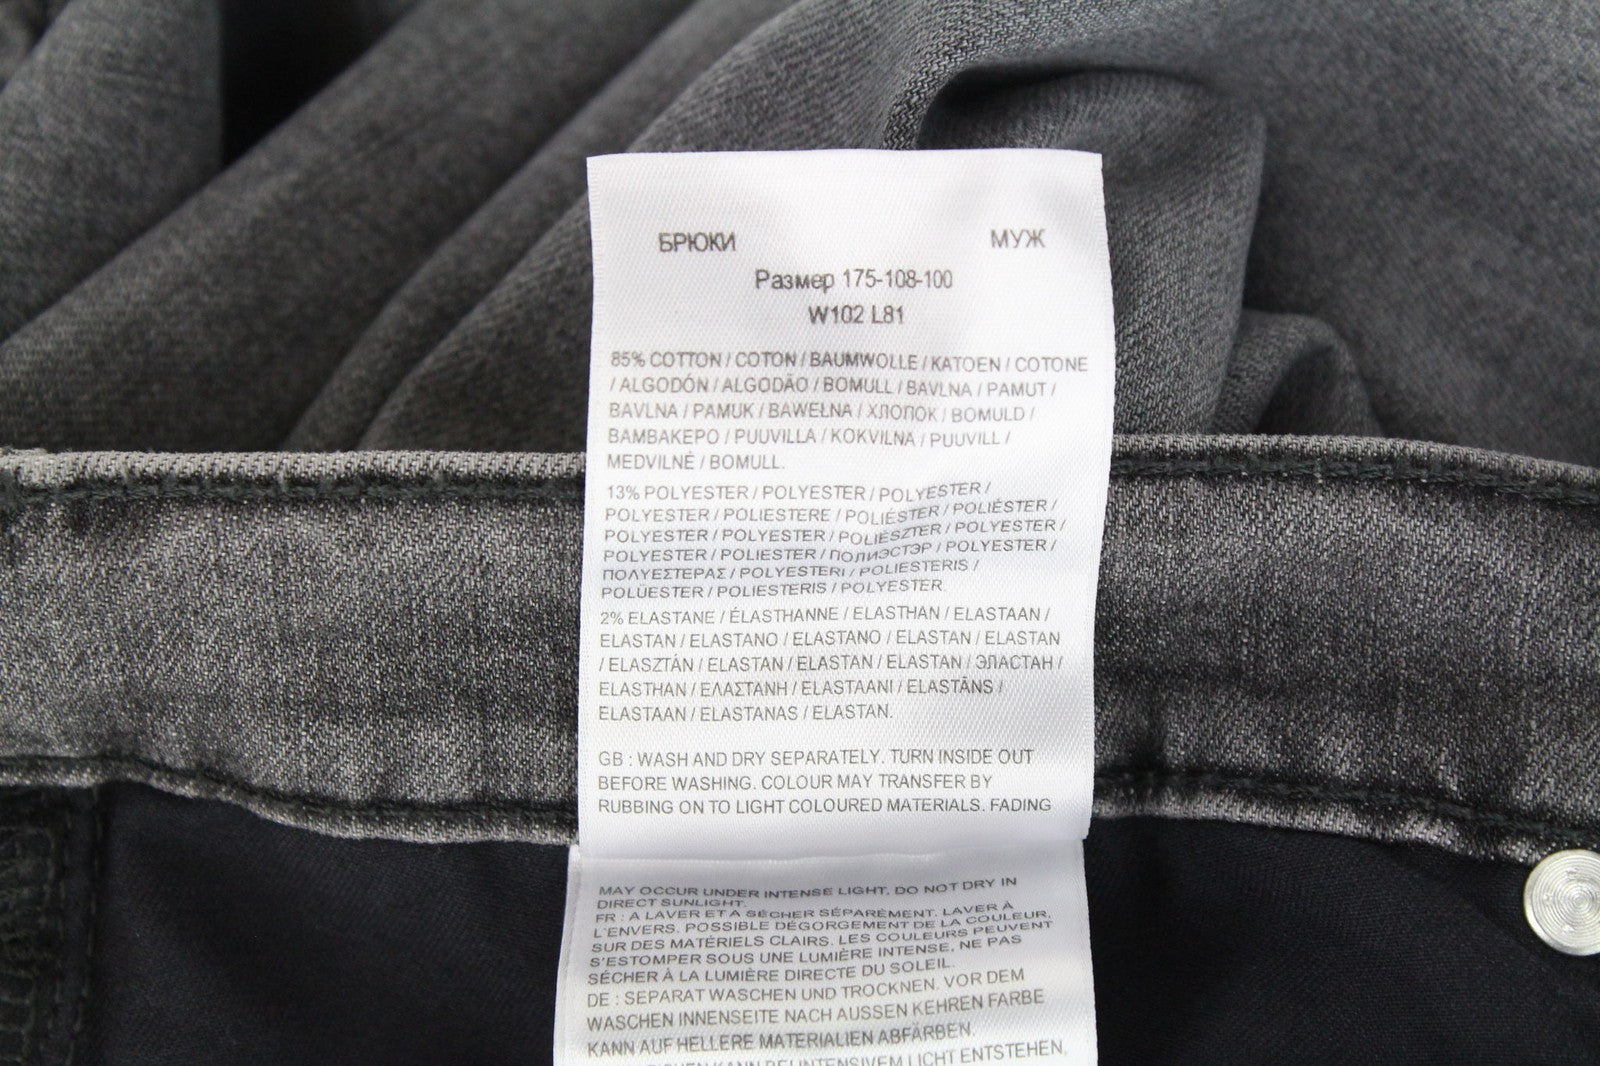 БРЮКИ МУЖ
Размер 175-108-100
W102 L81
85% COTTON / COTON / BAUMWOLLE / KATOEN / COTONE
/ ALGODÓN / ALGODÃO / BOMULL / BAVLNA / PAMUT /
BAVLNA / PAMUK / BAWEŁNA / ХЛОПОК / BOMULD /
BAMBAKEPO / PUUVILLA / KOKVILNA / PUUVILL /
MEDVILNĖ / BOMULL.
13% POLYESTER / POLYESTER / POLYESTER /
POLYESTER / POLIESTERE / POLIÉSTER / POLIÉSTER /
POLYESTER / POLYESTER / POLIÉSZTER / POLYESTER /
POLYESTER / POLIESTER / ПОЛИЭСТЭР / POLYESTER /
ΠΟΛΥΕΣΤΕΡΑΣ / POLYESTERI / POLIESTERIS /
POLÜESTER / POLIESTERIS / POLYESTER.
2% ELASTANE / ÉLASTHANNE / ELASTHAN / ELASTAAN /
ELASTAN / ELASTANO / ELASTANO / ELASTAN / ELASTAN
/ ELASZTÁN / ELASTAN / ELASTAN / ELASTAN / ЭЛАСТАН /
ELASTHAN / ΕΛΑΣΤΑΝΗ / ELASTAANI / ELASTĀNS /
ELASTAAN / ELASTANAS / ELASTAN.
GB : WASH AND DRY SEPARATELY. TURN INSIDE OUT
BEFORE WASHING. COLOUR MAY TRANSFER BY
RUBBING ON TO LIGHT COLOURED MATERIALS. FADING
MAY OCCUR UNDER INTENSE LIGHT, DO NOT DRY IN
DIRECT SUNLIGHT.
FR : A LAVER ET A SÉCHER SÉPARÉMENT. LAVER À
L'ENVERS. POSSIBLE DÉGORGEMENT DE LA COULEUR,
SUR DES MATÉRIELS CLAIRS. LES COULEURS PEUVENT
S'ESTOMPER SOUS UNE LUMIÈRE INTENSE, NE PAS
SÉCHER À LA LUMIÈRE DIRECTE DU SOLEIL.
DE : SEPARAT WASCHEN UND TROCKNEN. VOR DEM
WASCHEN INNENSEITE NACH AUSSEN KEHREN FARBE
KANN AUF HELLERE MATERIALIEN ABFÄRBEN.
KANN BEI INTENSIVEM LICHT ENTSTEHEN,